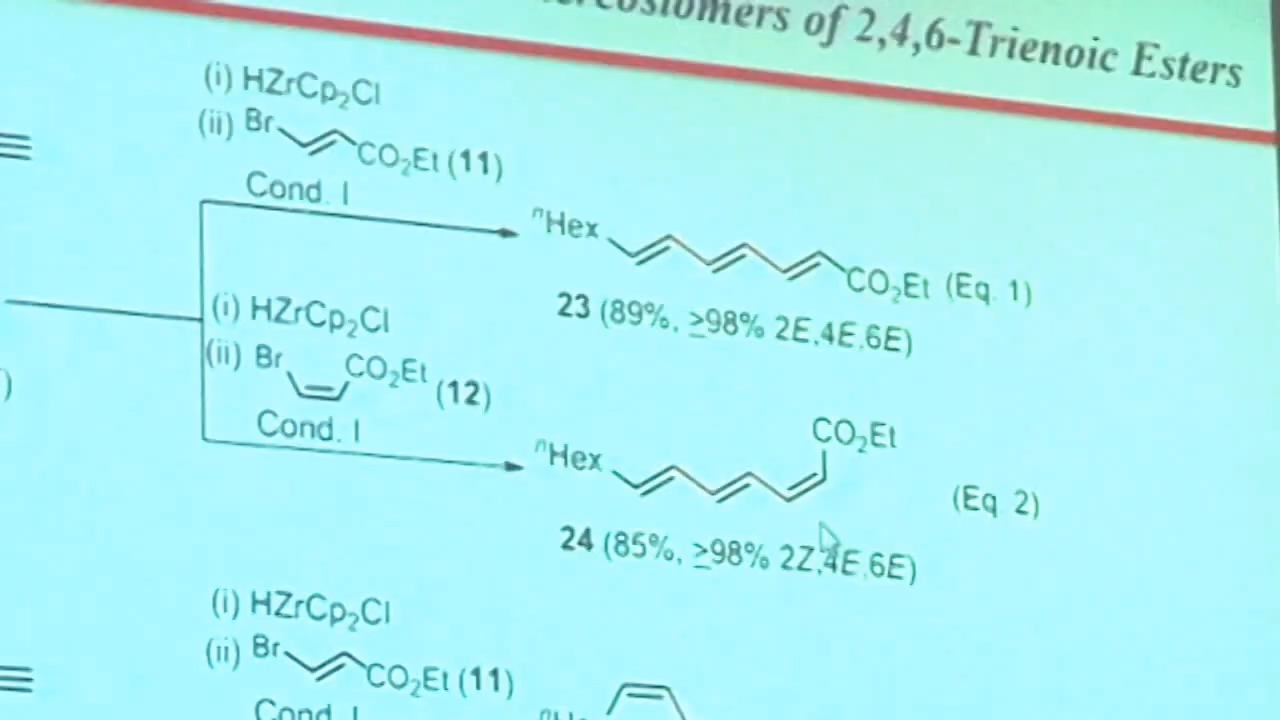 of 2,4,6-Trienoic Esters
(i) HZrCp₂Cl
(ii) Br CO₂Et (11)
Cond. I
ⁿHex CO₂Et (Eq. 1)
23 (89%, ≥98% 2E,4E,6E)
(i) HZrCp₂Cl
(ii) Br CO₂Et (12)
Cond. I
)
ⁿHex CO₂Et (Eq. 2)
24 (85%, ≥98% 2Z,4E,6E)
(i) HZrCp₂Cl
(ii) Br CO₂Et (11)
Cond. I